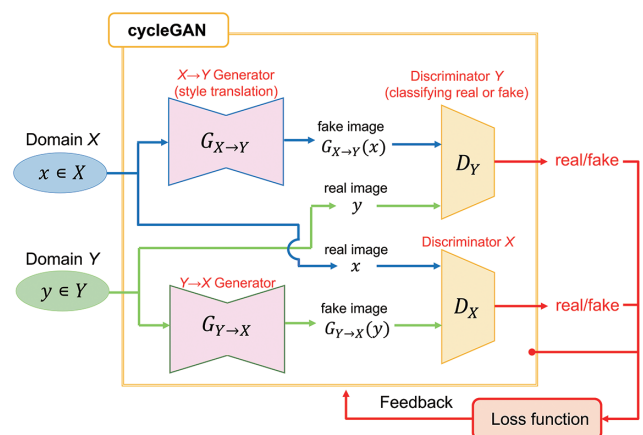 cycleGAN
X→Y Generator
(style translation)
Discriminator Y
(classifying real or fake)
Domain X
x ∈ X
G_{X→Y}
fake image
G_{X→Y}(x)
D_Y
real/fake
real image
y
Domain Y
y ∈ Y
real image
x
Discriminator X
Y→X Generator
G_{Y→X}
fake image
G_{Y→X}(y)
D_X
real/fake
Feedback
Loss function